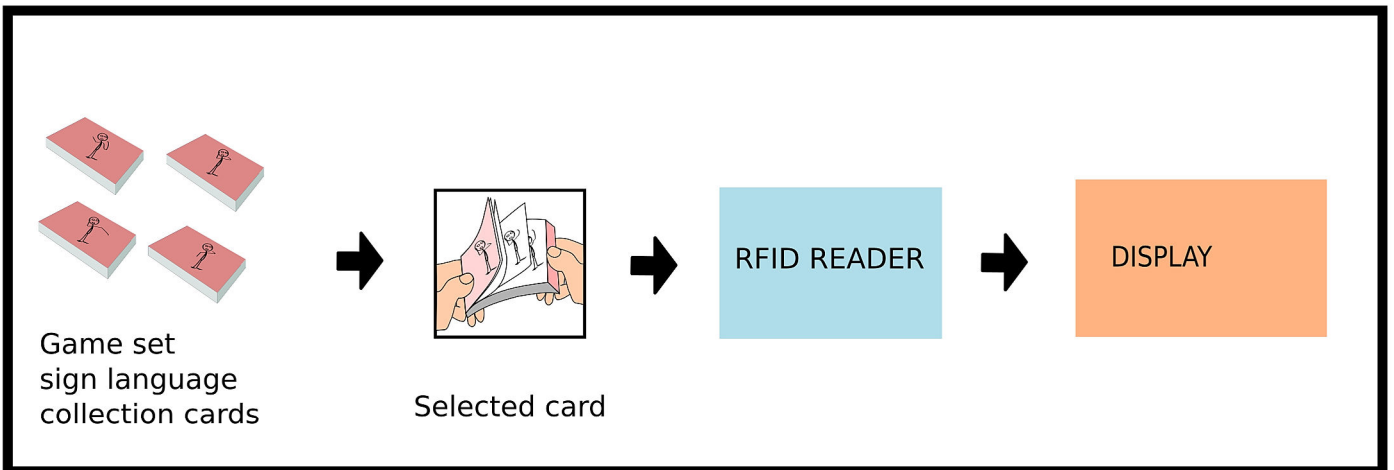 Game set
sign language
collection cards
Selected card
RFID READER
DISPLAY